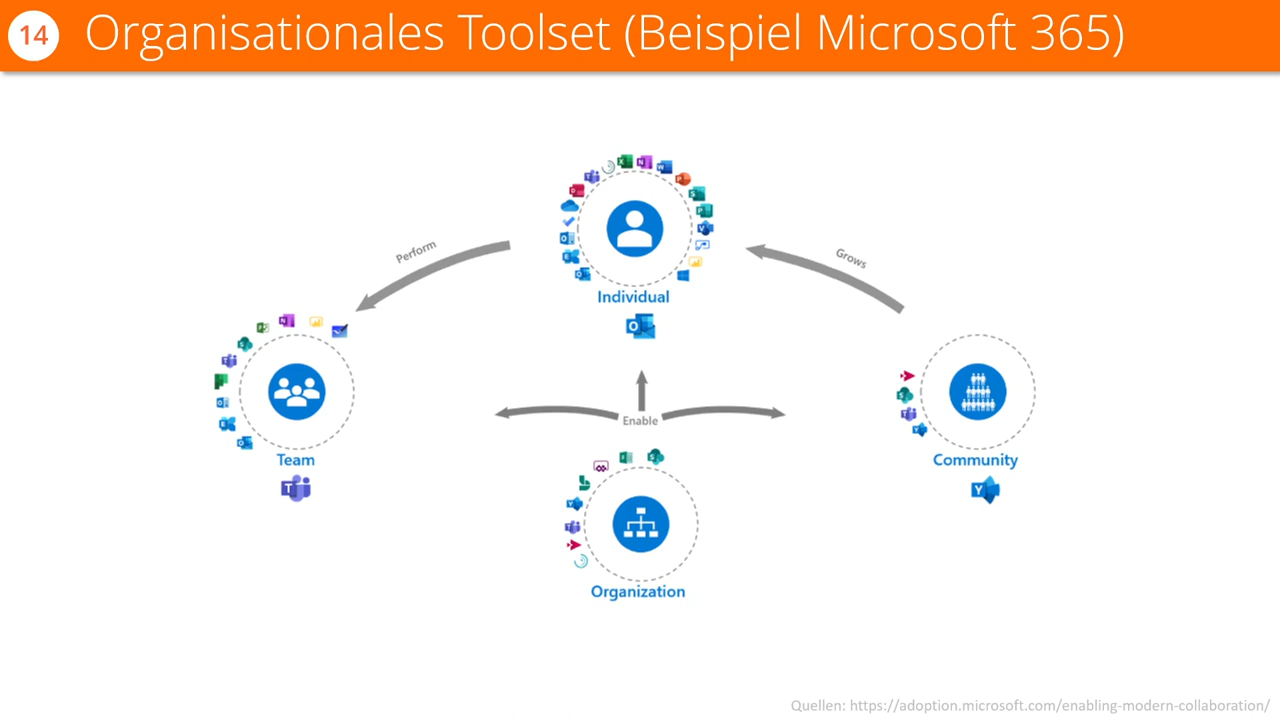 14 Organisationales Toolset (Beispiel Microsoft 365)
Perform
Grows
Individual
Enable
Team
Community
Organization
Quellen: https://adoption.microsoft.com/enabling-modern-collaboration/